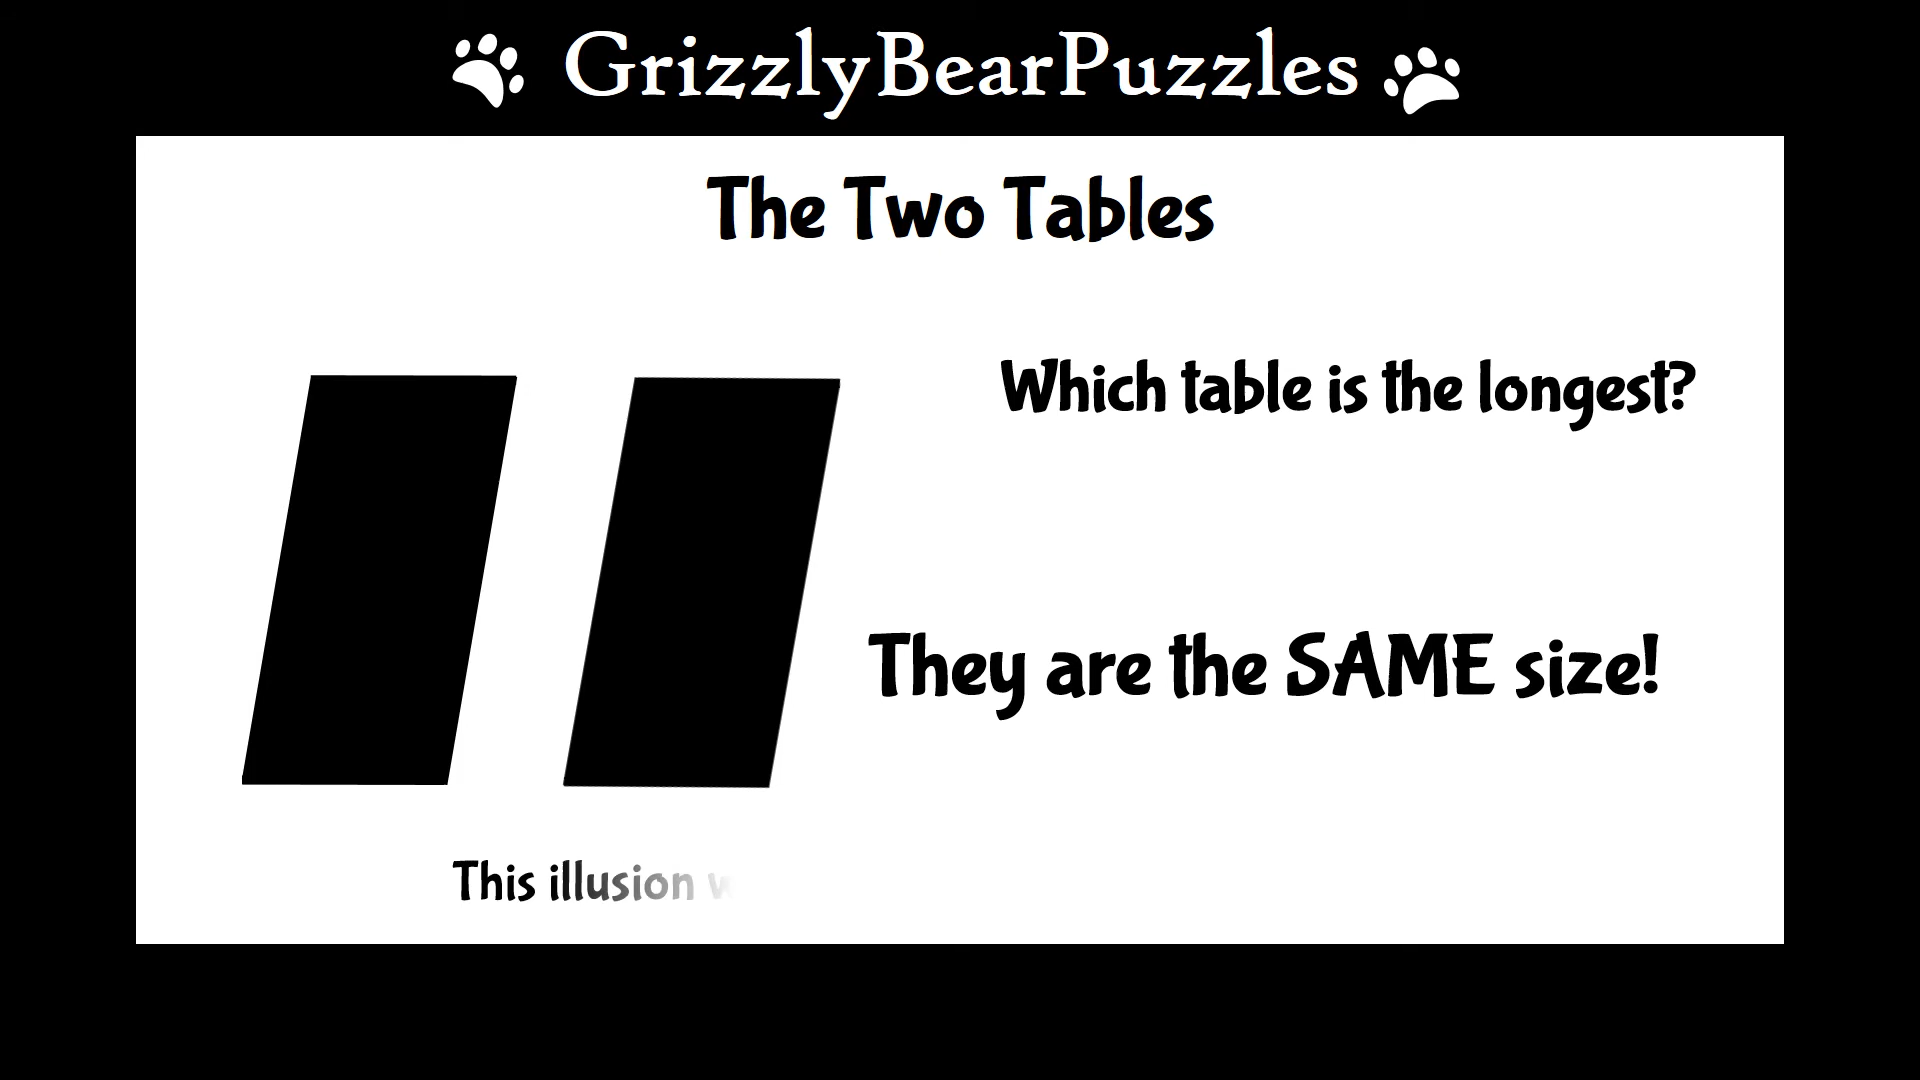 GrizzlyBearPuzzles
The Two Tables
Which table is the longest?
They are the SAME size!
This illusion